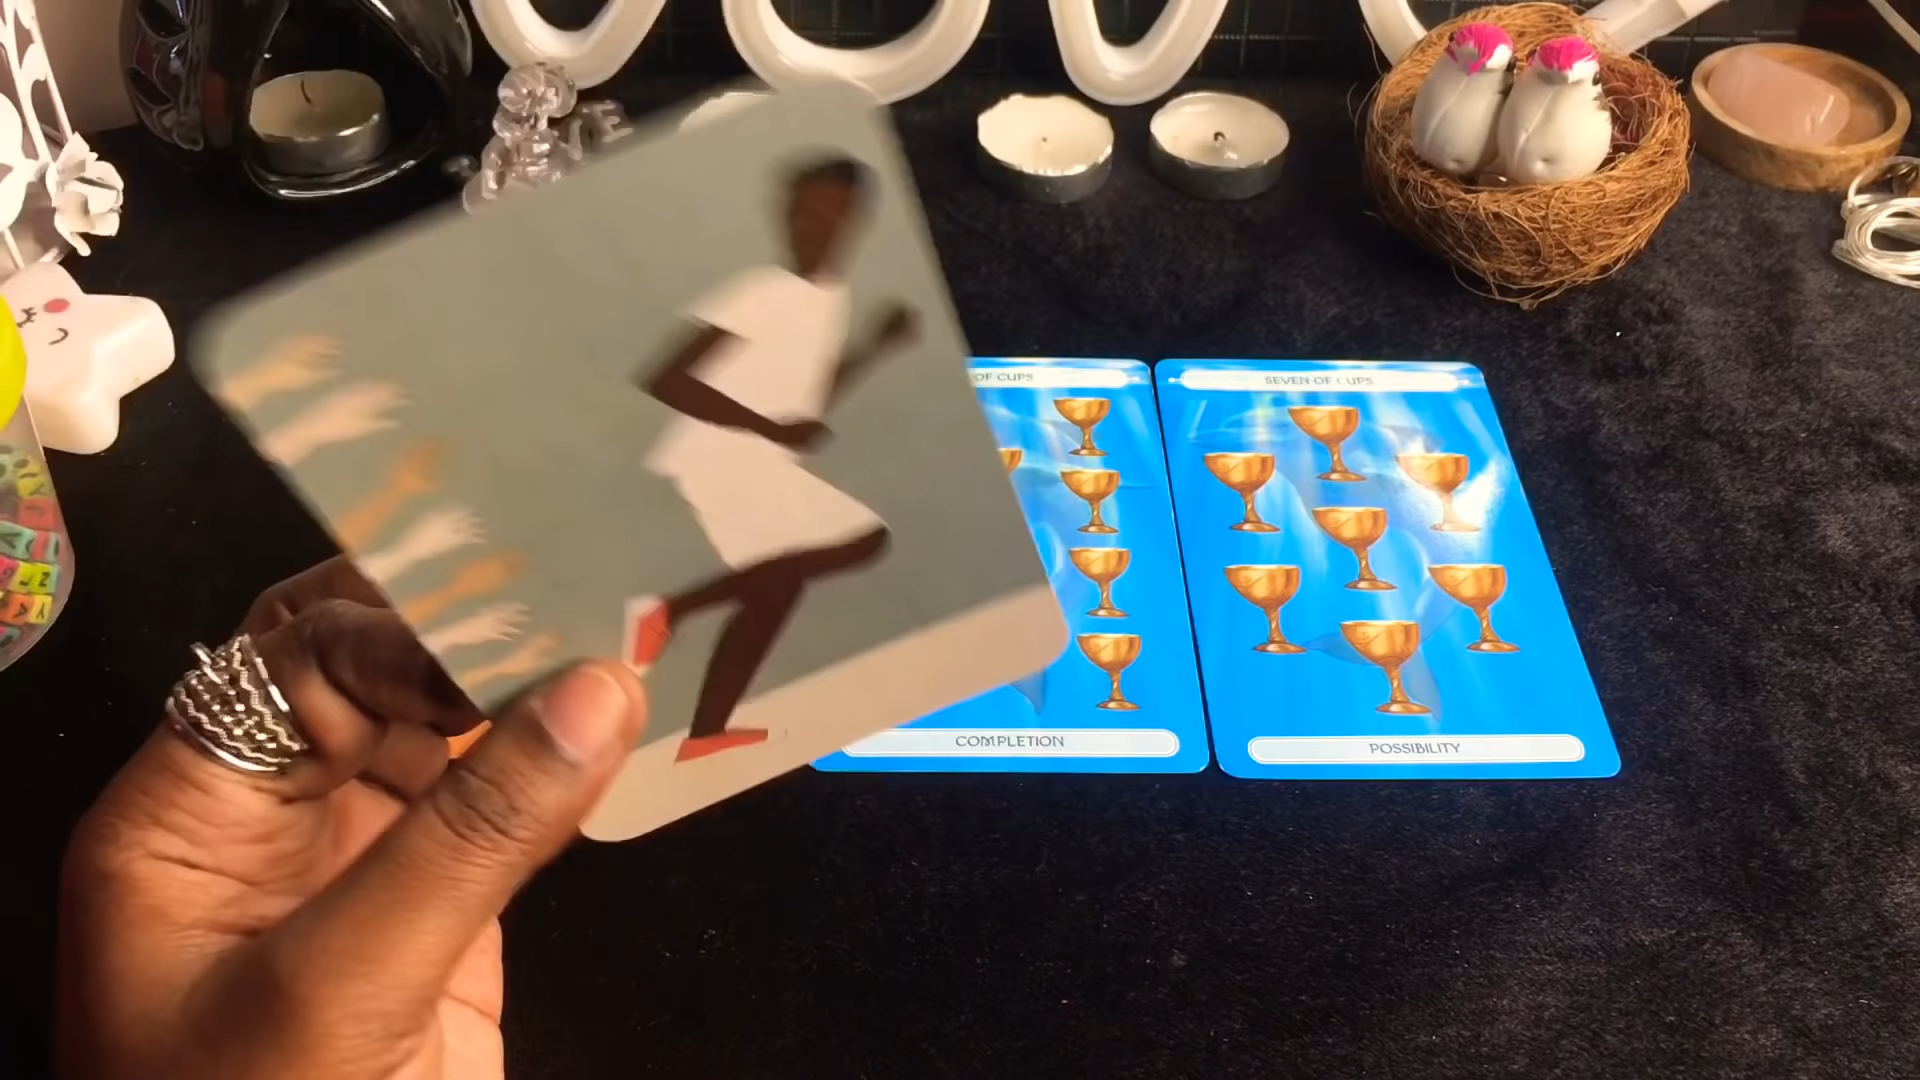 OF CUPS
SEVEN OF CUPS
COMPLETION
POSSIBILITY